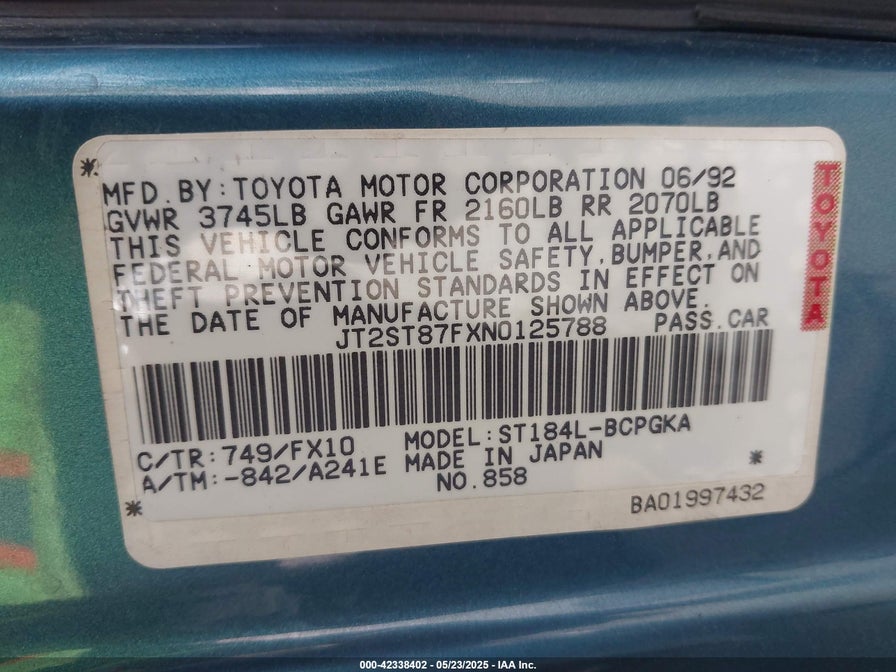 MFD.BY:TOYOTA MOTOR CORPORATION 06/92
GVWR 3745LB GAWR FR 2160LB RR 2070LB
THIS VEHICLE CONFORMS TO ALL APPLICABLE
FEDERAL MOTOR VEHICLE SAFETY,BUMPER,AND
THEFT PREVENTION STANDARDS IN EFFECT ON
THE DATE OF MANUFACTURE SHOWN ABOVE.
JT2ST87FXN0125788 PASS.CAR
C/TR:749/FX10 MODEL:ST184L-BCPGKA
A/TM:-842/A241E MADE IN JAPAN
NO.858
BA01997432
TOYOTA
000-42338402 - 05/23/2025 - IAA Inc.